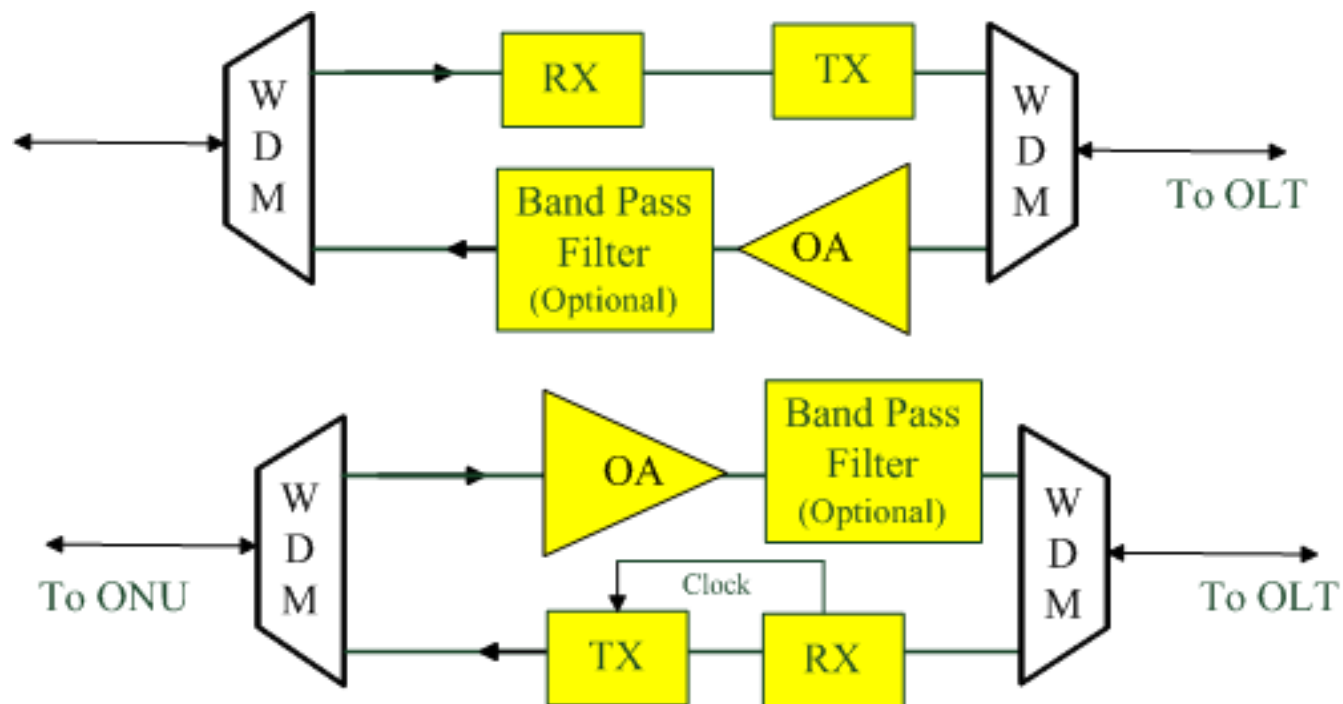 W
D
M
RX
TX
W
D
M
To OLT
Band Pass
Filter
(Optional)
OA
W
D
M
To ONU
OA
Band Pass
Filter
(Optional)
Clock
TX
RX
W
D
M
To OLT